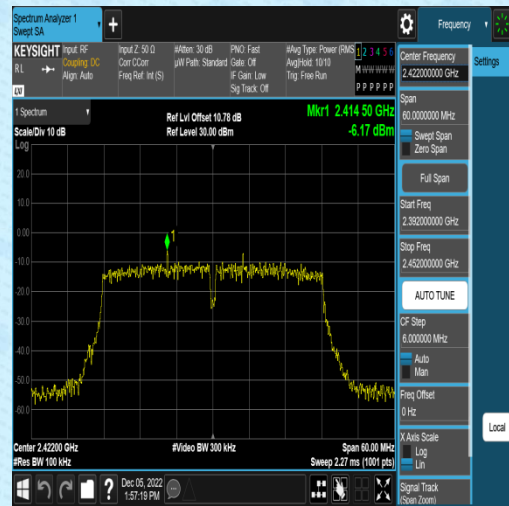 Spectrum Analyzer 1
Swept SA
+
Frequency
KEYSIGHT
Input: RF
Coupling: DC
Align: Auto
Input Z: 50 Ω
Corr CCorr
Freq Ref: Int (S)
#Atten: 30 dB
µW Path: Standard
PNO: Fast
Gate: Off
IF Gain: Low
Sig Track: Off
#Avg Type: Power (RMS
Avg|Hold: 10/10
Trig: Free Run
1 2 3 4 5 6
M W W W W W
P P P P P P
RL
LXI
1 Spectrum
Scale/Div 10 dB
Log
Ref Lvl Offset 10.78 dB
Ref Level 30.00 dBm
Mkr1 2.414 50 GHz
-6.17 dBm
20.0
10.0
0.00
-10.0
-20.0
-30.0
-40.0
-50.0
-60.0
1
Center 2.42200 GHz
#Res BW 100 kHz
#Video BW 300 kHz
Span 60.00 MHz
Sweep 2.27 ms (1001 pts)
Dec 05, 2022
1:57:19 PM
Center Frequency
2.422000000 GHz
Span
60.0000000 MHz
Swept Span
Zero Span
Full Span
Start Freq
2.392000000 GHz
Stop Freq
2.452000000 GHz
AUTO TUNE
CF Step
6.000000 MHz
Auto
Man
Freq Offset
0 Hz
X Axis Scale
Log
Lin
Signal Track
(Span Zoom)
Settings
Local